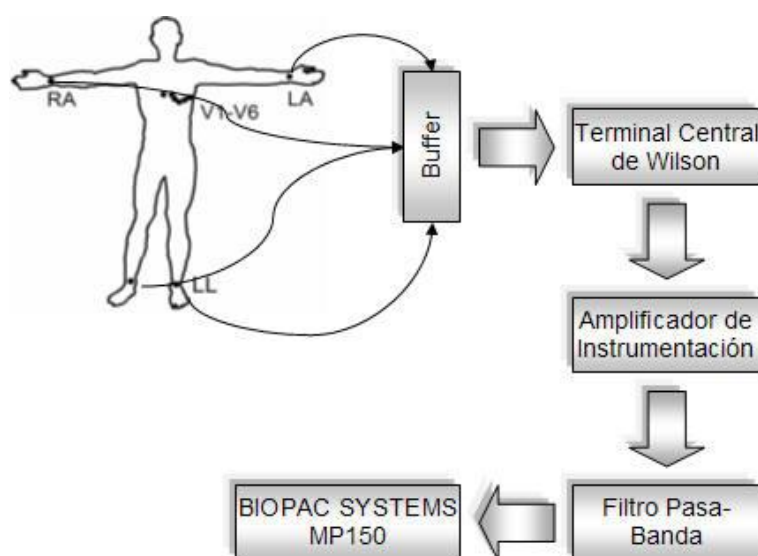 RA
V1-V6
LA
LL
Buffer
Terminal Central
de Wilson
Amplificador de
Instrumentación
Filtro Pasa-
Banda
BIOPAC SYSTEMS
MP150